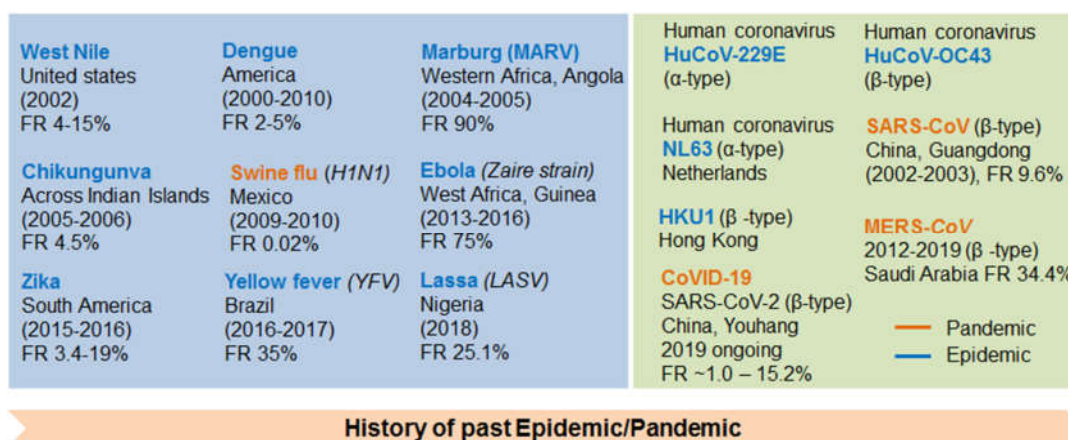 West Nile
United states
(2002)
FR 4-15%
Dengue
America
(2000-2010)
FR 2-5%
Marburg (MARV)
Western Africa, Angola
(2004-2005)
FR 90%
Chikungunva
Across Indian Islands
(2005-2006)
FR 4.5%
Swine flu (H1N1)
Mexico
(2009-2010)
FR 0.02%
Ebola (Zaire strain)
West Africa, Guinea
(2013-2016)
FR 75%
Zika
South America
(2015-2016)
FR 3.4-19%
Yellow fever (YFV)
Brazil
(2016-2017)
FR 35%
Lassa (LASV)
Nigeria
(2018)
FR 25.1%
Human coronavirus
HuCoV-229E
(α-type)
Human coronavirus
HuCoV-OC43
(β-type)
Human coronavirus
NL63 (α-type)
Netherlands
SARS-CoV (β-type)
China, Guangdong
(2002-2003), FR 9.6%
HKU1 (β -type)
Hong Kong
MERS-CoV
2012-2019 (β -type)
Saudi Arabia FR 34.4%
CoVID-19
SARS-CoV-2 (β-type)
China, Youhang
2019 ongoing
FR ~1.0 – 15.2%
Pandemic
Epidemic
History of past Epidemic/Pandemic